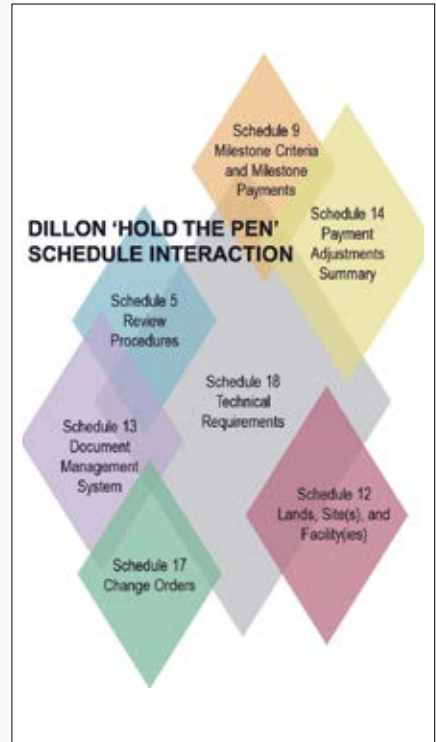 Schedule 9
Milestone Criteria
and Milestone
Payments
Schedule 14
Payment
Adjustments
Summary
DILLON ‘HOLD THE PEN’
SCHEDULE INTERACTION
Schedule 5
Review
Procedures
Schedule 18
Technical
Requirements
Schedule 13
Document
Management
System
Schedule 12
Lands, Site(s), and
Facility(ies)
Schedule 17
Change Orders